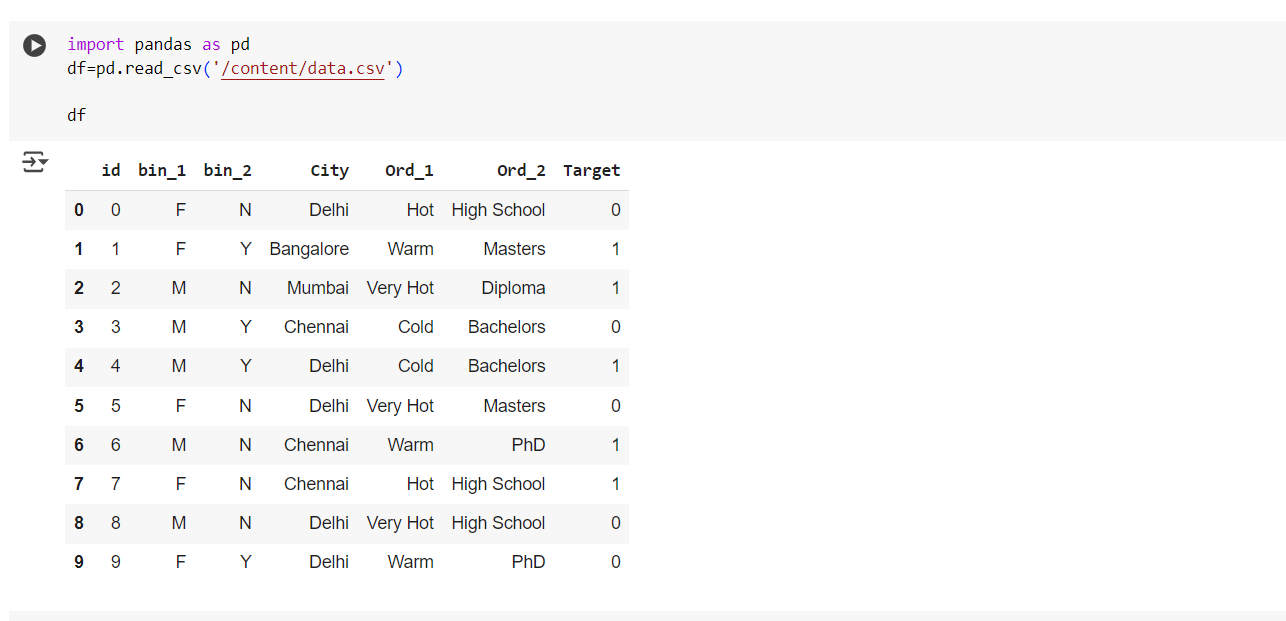 import pandas as pd
df=pd.read_csv('/content/data.csv')
df
id bin_1 bin_2 City Ord_1 Ord_2 Target
0 0 F N Delhi Hot High School 0
1 1 F Y Bangalore Warm Masters 1
2 2 M N Mumbai Very Hot Diploma 1
3 3 M Y Chennai Cold Bachelors 0
4 4 M Y Delhi Cold Bachelors 1
5 5 F N Delhi Very Hot Masters 0
6 6 M N Chennai Warm PhD 1
7 7 F N Chennai Hot High School 1
8 8 M N Delhi Very Hot High School 0
9 9 F Y Delhi Warm PhD 0